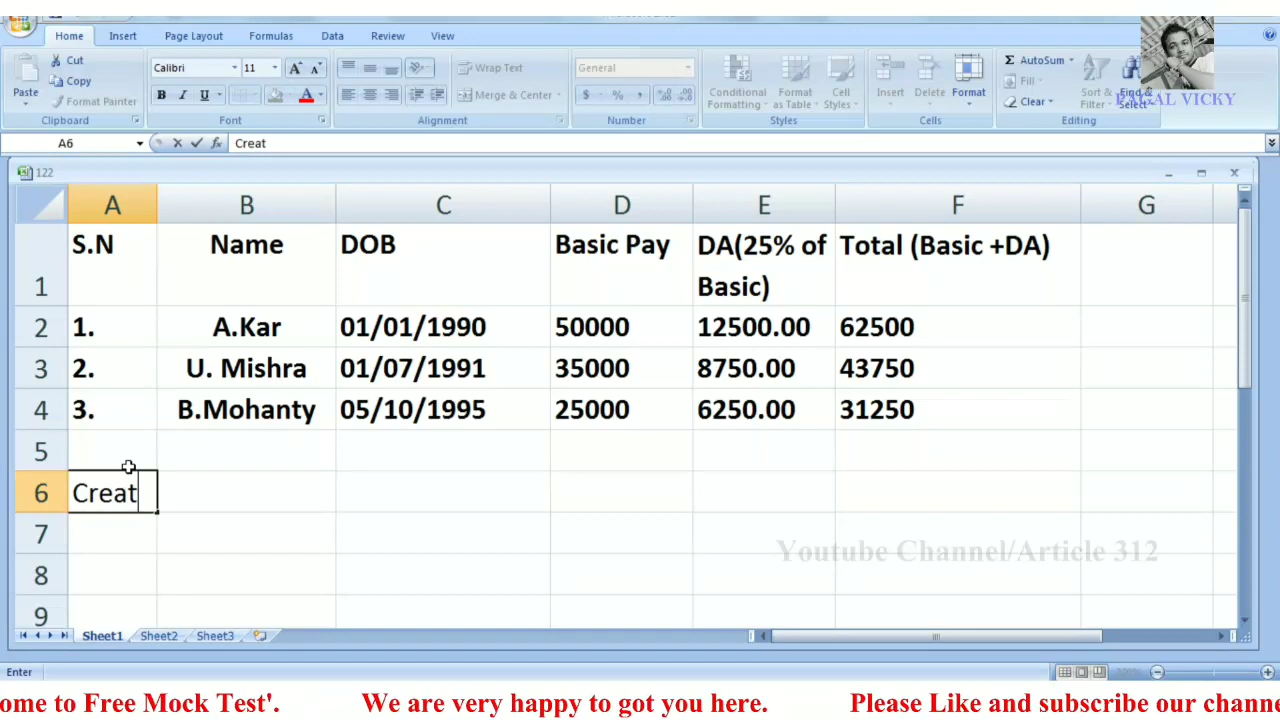 Home Insert Page Layout Formulas Data Review View
Paste
Cut
Copy
Format Painter
Clipboard
Calibri 11
B I U
Font
Wrap Text
Merge & Center
Alignment
General
$ % ,
Number
Conditional Formatting
Format as Table
Cell Styles
Styles
Insert Delete Format
Cells
Σ AutoSum
Fill
Clear
Sort & Filter
Find & Select
Editing
VICKY
A6 fx Creat
122
A B C D E F G
1 S.N Name DOB Basic Pay DA(25% of Basic) Total (Basic +DA)
2 1. A.Kar 01/01/1990 50000 12500.00 62500
3 2. U. Mishra 01/07/1991 35000 8750.00 43750
4 3. B.Mohanty 05/10/1995 25000 6250.00 31250
5
6 Creat
7
8
9
Youtube Channel/Article 312
Sheet1 Sheet2 Sheet3
Enter
ome to Free Mock Test'. We are very happy to got you here. Please Like and subscribe our channe